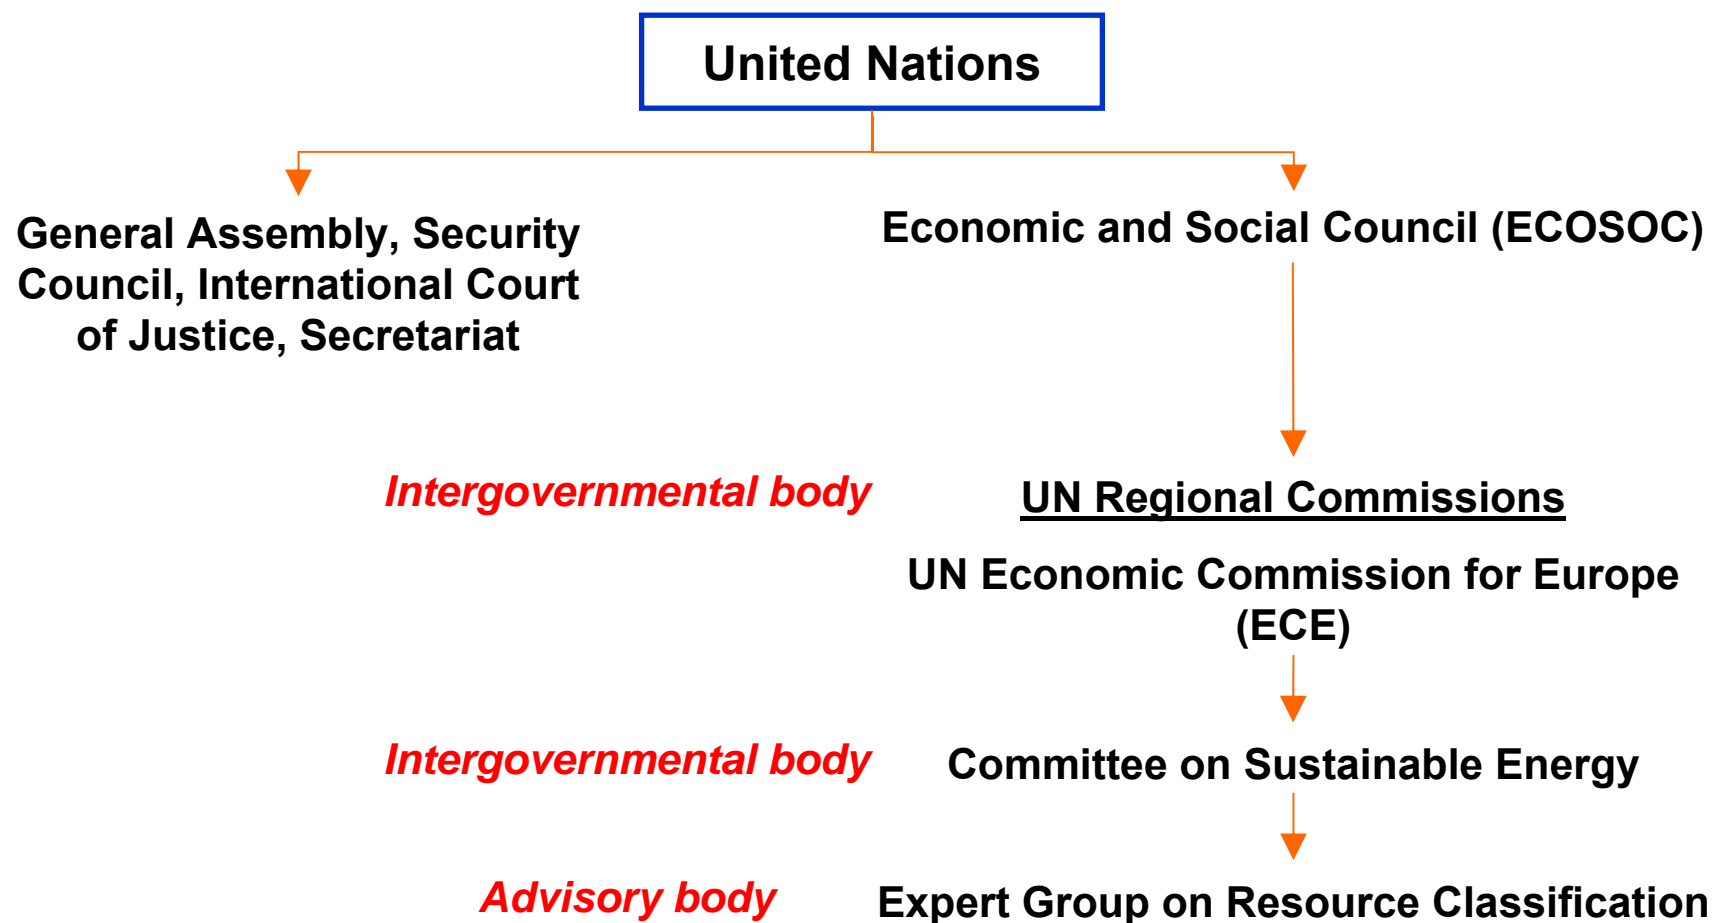 United Nations
General Assembly, Security
Council, International Court
of Justice, Secretariat
Economic and Social Council (ECOSOC)
Intergovernmental body
UN Regional Commissions
UN Economic Commission for Europe
(ECE)
Intergovernmental body
Committee on Sustainable Energy
Advisory body
Expert Group on Resource Classification